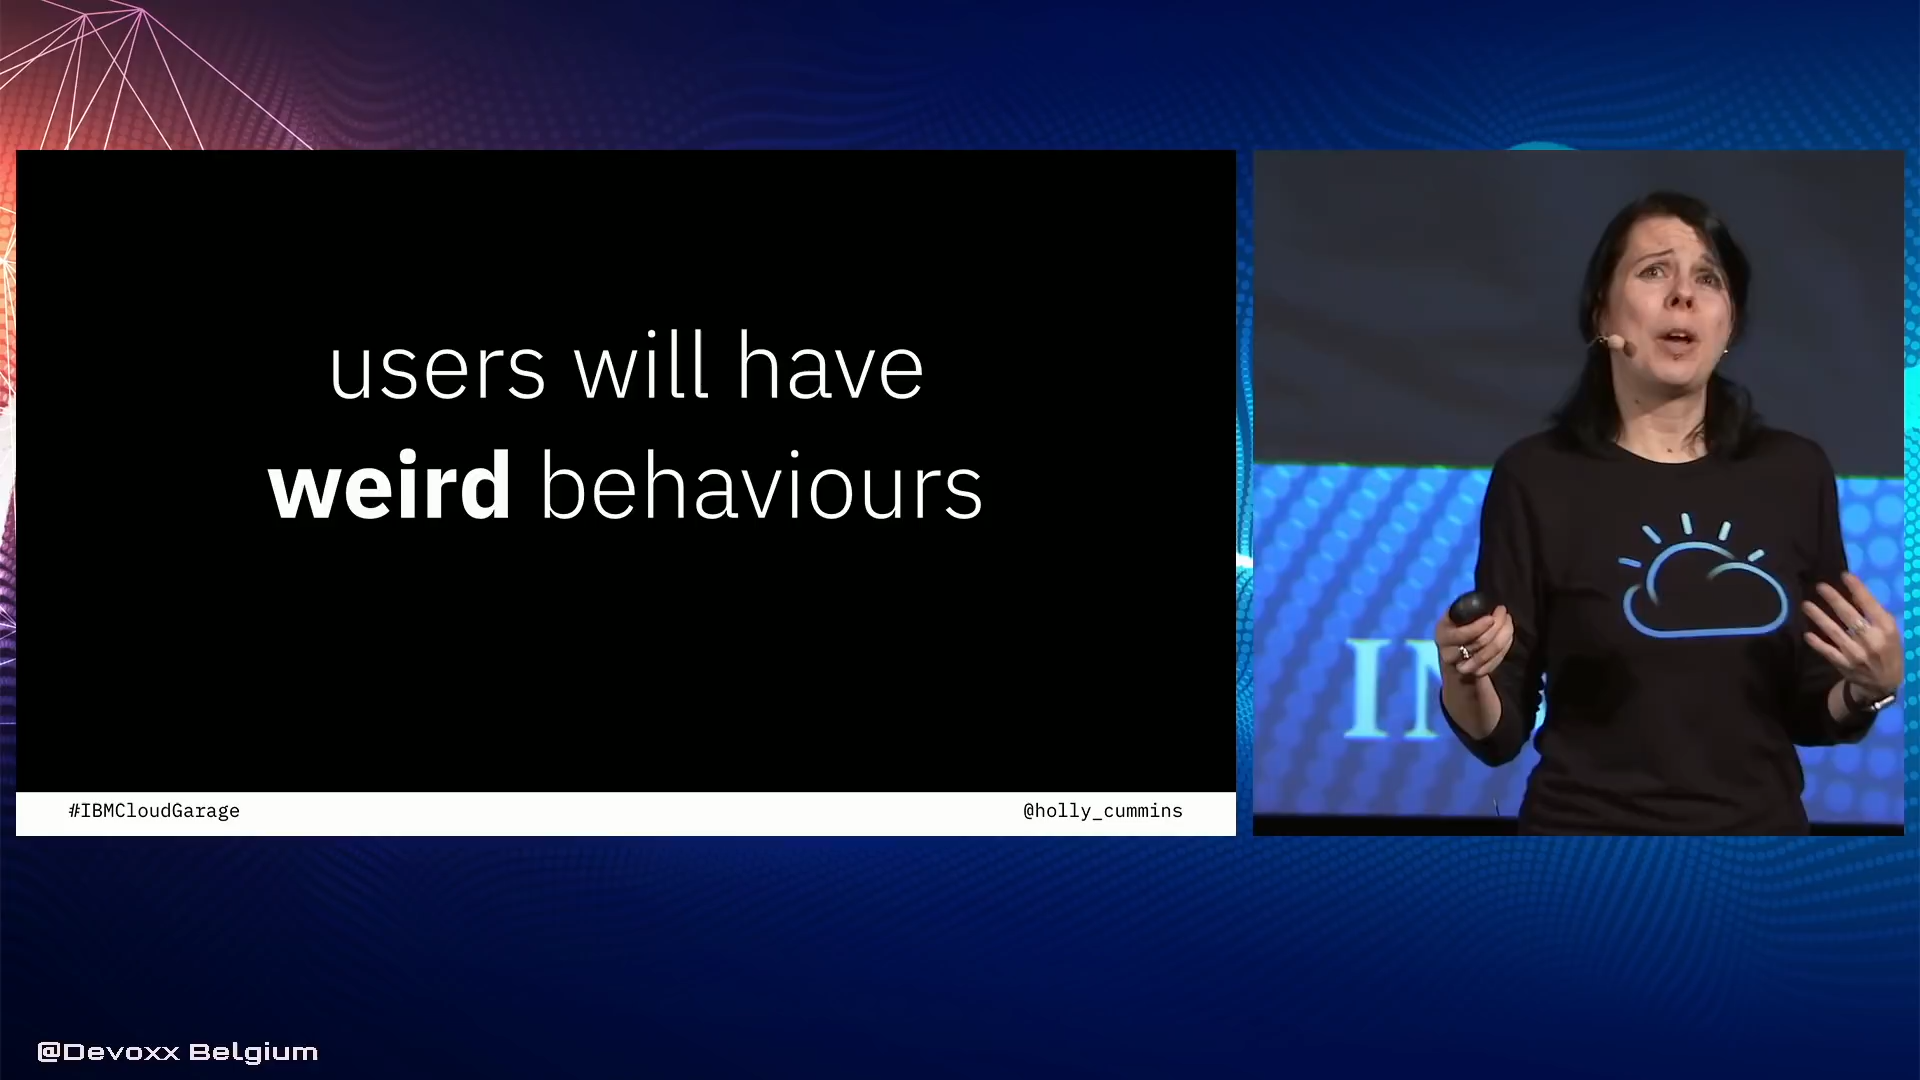 users will have
weird behaviours
#IBMCloudGarage
@holly_cummins
@Devoxx Belgium